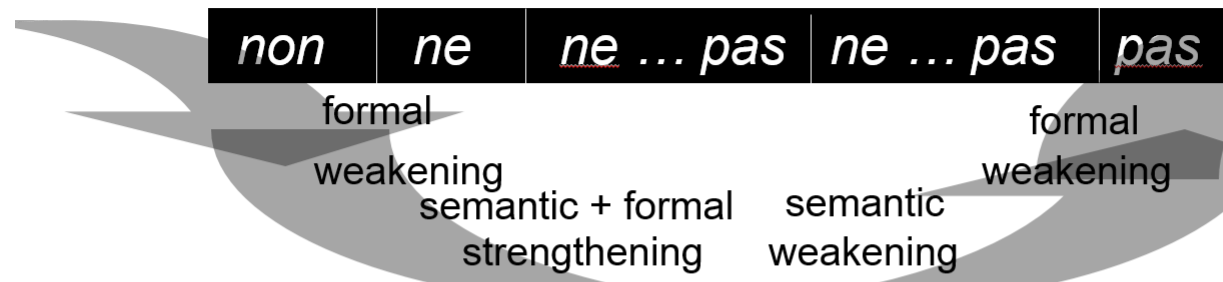 non ne ne … pas ne … pas pas
formal
weakening
semantic + formal
strengthening
semantic
weakening
formal
weakening